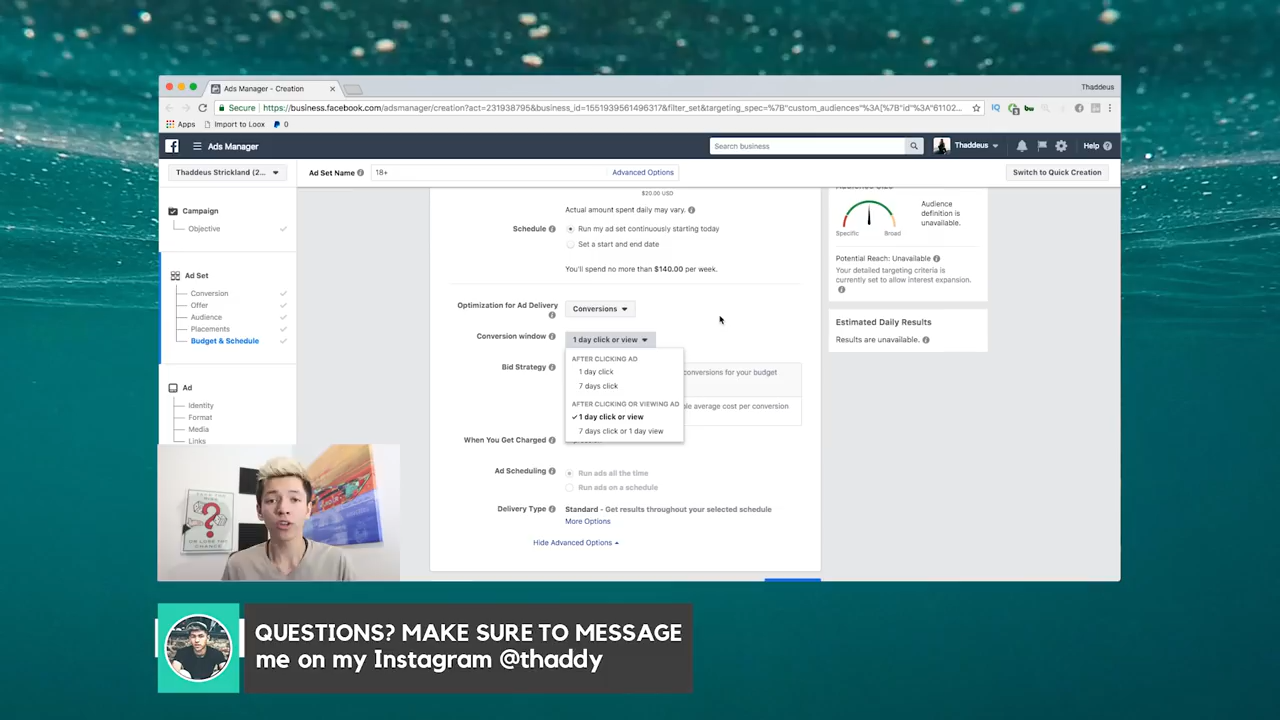 Ads Manager - Creation
Thaddeus
Secure https://business.facebook.com/adsmanager/creation?act=231938795&business_id=1551939561496317&filter_set&targeting_spec=%7B"custom_audiences"%3A[%7B"id"%3A"61102...
Apps Import to Loox 0
Ads Manager
Search business
Thaddeus
Help
Thaddeus Strickland (2...
Ad Set Name
18+
Advanced Options
Switch to Quick Creation
Campaign
Objective
Ad Set
Conversion
Offer
Audience
Placements
Budget & Schedule
Ad
Identity
Format
Media
Links
$20.00 USD
Actual amount spent daily may vary.
Schedule
Run my ad set continuously starting today
Set a start and end date
You'll spend no more than $140.00 per week.
Optimization for Ad Delivery
Conversions
Conversion window
1 day click or view
AFTER CLICKING AD
1 day click
7 days click
AFTER CLICKING OR VIEWING AD
1 day click or view
7 days click or 1 day view
Bid Strategy
conversions for your budget
average cost per conversion
When You Get Charged
Ad Scheduling
Run ads all the time
Run ads on a schedule
Delivery Type
Standard - Get results throughout your selected schedule
More Options
Hide Advanced Options
Specific
Broad
Audience
definition is
unavailable.
Potential Reach: Unavailable
Your detailed targeting criteria is
currently set to allow interest expansion.
Estimated Daily Results
Results are unavailable.
QUESTIONS? MAKE SURE TO MESSAGE
me on my Instagram @thaddy